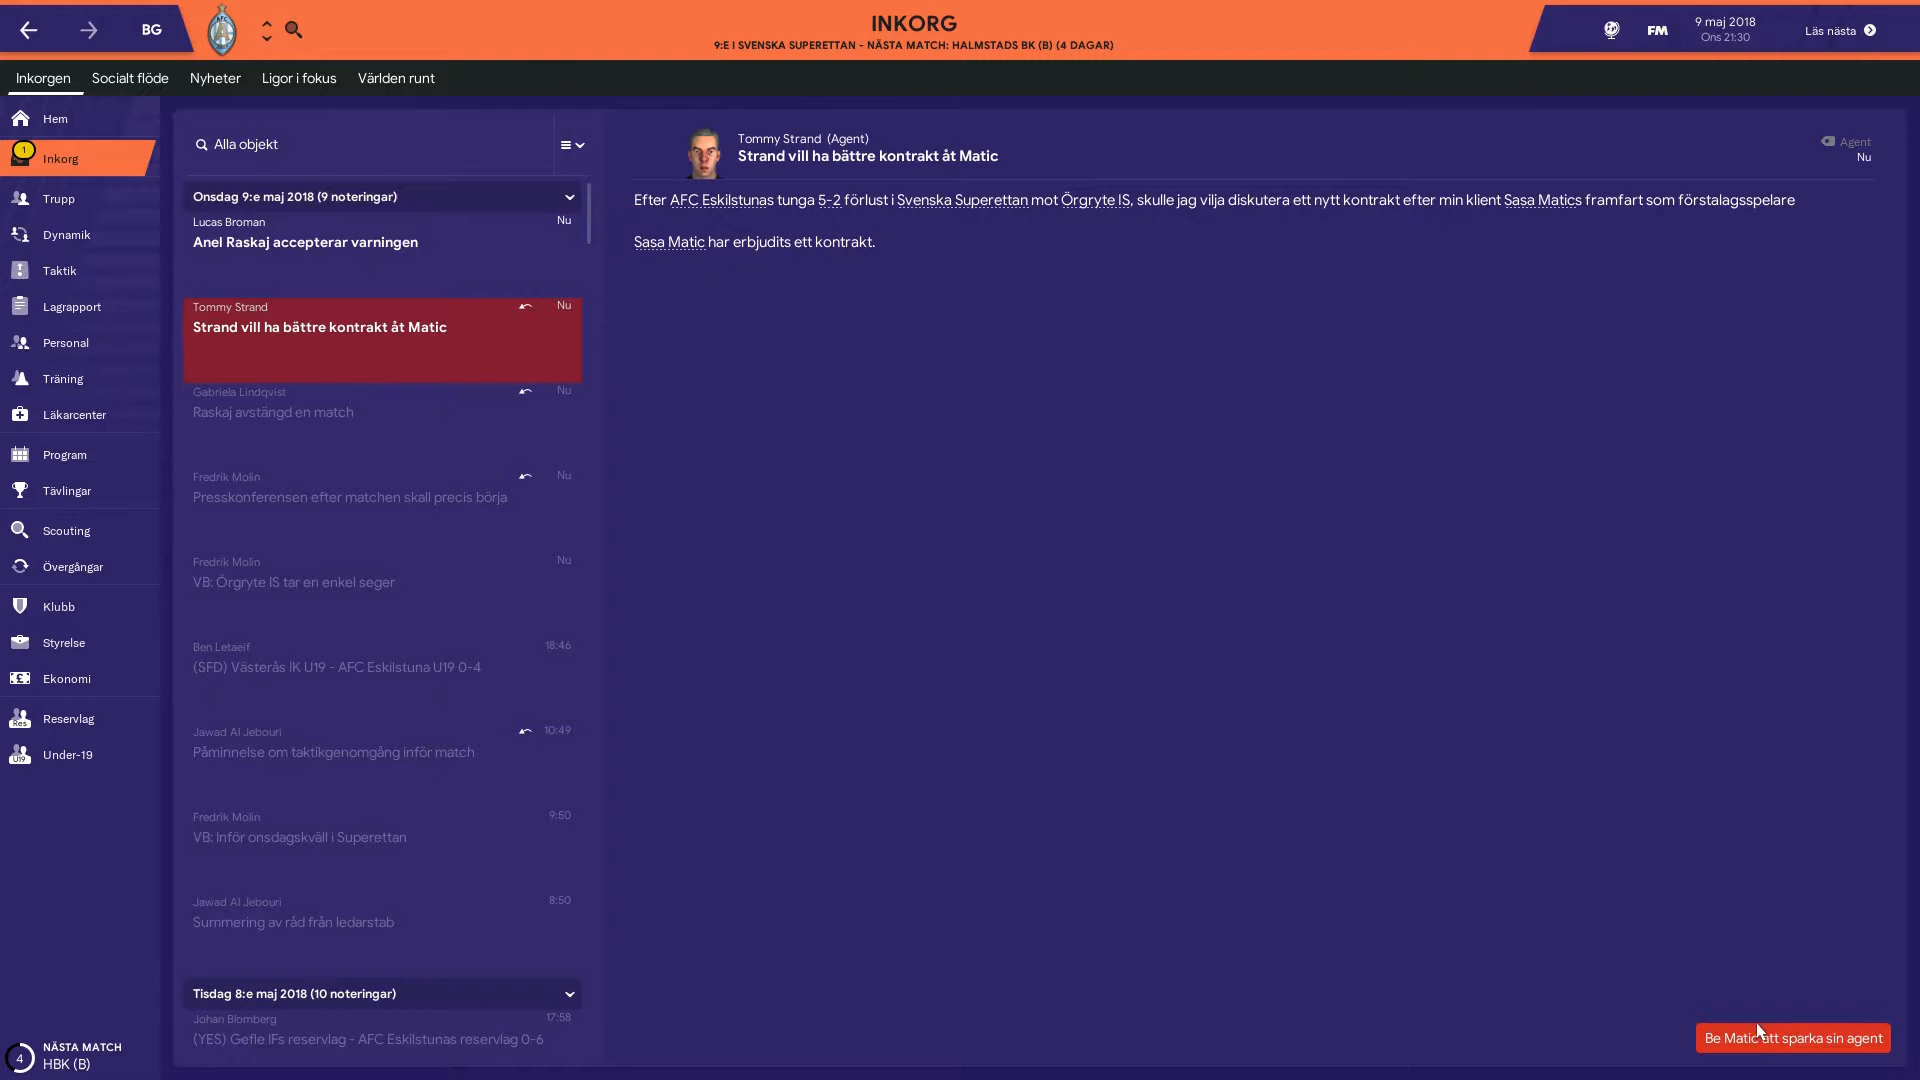 BG
INKORG
9:E I SVENSKA SUPERETTAN - NÄSTA MATCH: HALMSTADS BK (B) (4 DAGAR)
FM
9 maj 2018
Ons 21:30
Läs nästa
Inkorgen
Socialt flöde
Nyheter
Ligor i fokus
Världen runt
Hem
1
Inkorg
Trupp
Dynamik
Taktik
Lagrapport
Personal
Träning
Läkarcenter
Program
Tävlingar
Scouting
Övergångar
Klubb
Styrelse
Ekonomi
Res
Reservlag
U19
Under-19
4
NÄSTA MATCH
HBK (B)
Alla objekt
Onsdag 9:e maj 2018 (9 noteringar)
Lucas Broman
Nu
Anel Raskaj accepterar varningen
Tommy Strand
Nu
Strand vill ha bättre kontrakt åt Matic
Gabriela Lindqvist
Nu
Raskaj avstängd en match
Fredrik Molin
Nu
Presskonferensen efter matchen skall precis börja
Fredrik Molin
Nu
VB: Örgryte IS tar en enkel seger
Ben Letaeif
18:46
(SFD) Västerås IK U19 - AFC Eskilstuna U19 0-4
Jawad Al Jebouri
10:49
Påminnelse om taktikgenomgång inför match
Fredrik Molin
9:50
VB: Inför onsdagskväll i Superettan
Jawad Al Jebouri
8:50
Summering av råd från ledarstab
Tisdag 8:e maj 2018 (10 noteringar)
Johan Blomberg
17:58
(YES) Gefle IFs reservlag - AFC Eskilstunas reservlag 0-6
Tommy Strand (Agent)
Strand vill ha bättre kontrakt åt Matic
Agent
Nu
Efter AFC Eskilstunas tunga 5-2 förlust i Svenska Superettan mot Örgryte IS, skulle jag vilja diskutera ett nytt kontrakt efter min klient Sasa Matics framfart som förstalagsspelare
Sasa Matic har erbjudits ett kontrakt.
Be Matic att sparka sin agent